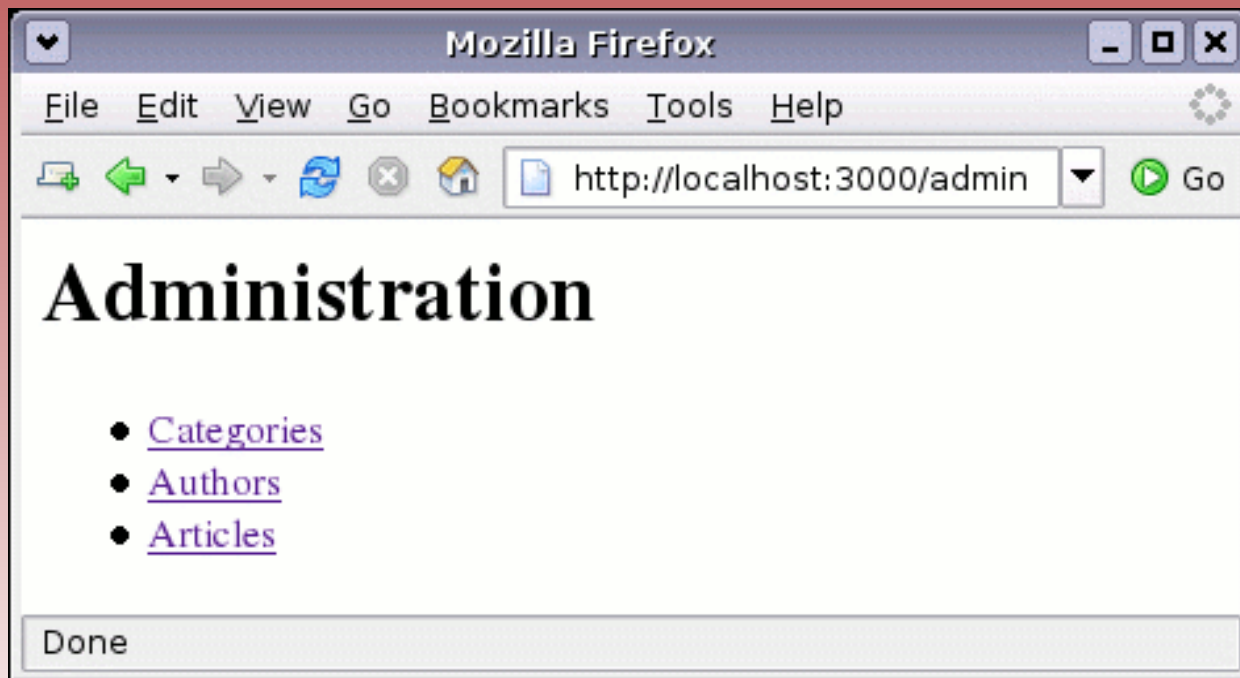 Mozilla Firefox
File Edit View Go Bookmarks Tools Help
http://localhost:3000/admin Go
Administration
Categories
Authors
Articles
Done